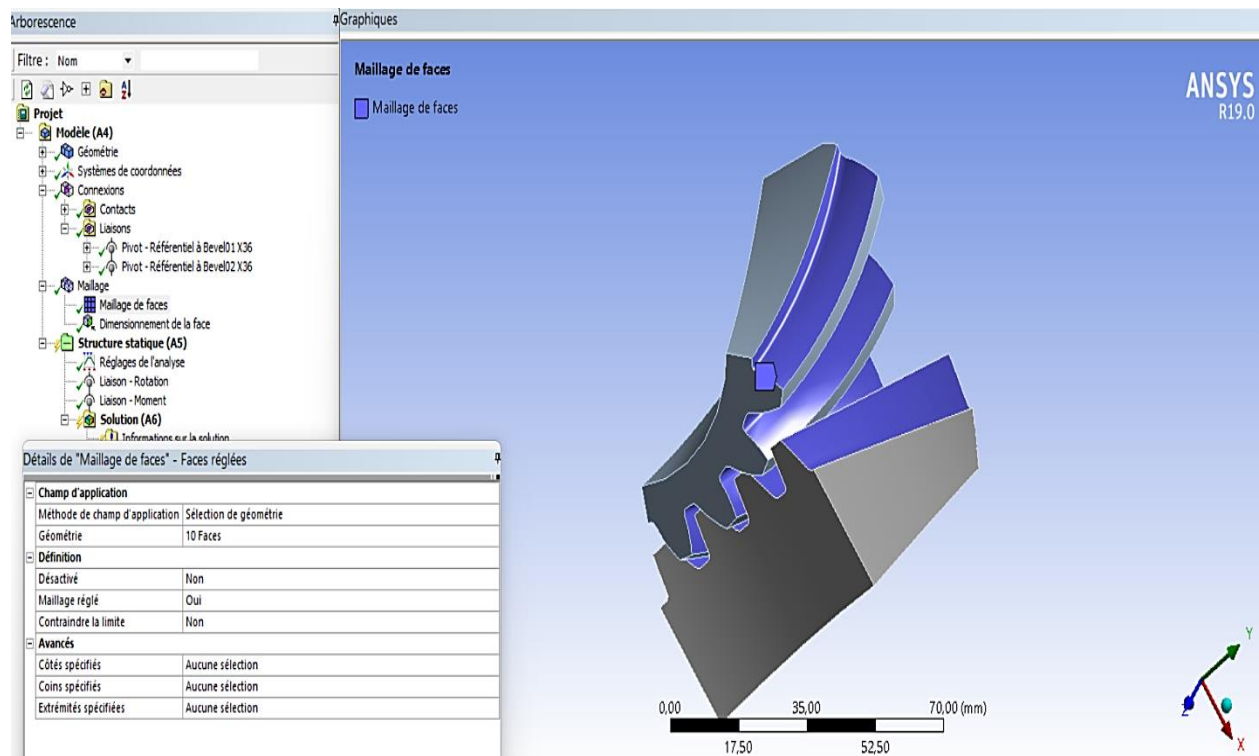 Arborescence
Filtre : Nom
Projet
Modèle (A4)
Géométrie
Systèmes de coordonnées
Connexions
Contacts
Liaisons
Pivot - Référentiel à Bevel01 X36
Pivot - Référentiel à Bevel02 X36
Maillage
Maillage de faces
Dimensionnement de la face
Structure statique (A5)
Réglages de l'analyse
Liaison - Rotation
Liaison - Moment
Solution (A6)
Informations sur la solution
Détails de "Maillage de faces" - Faces réglées
Champ d'application
Méthode de champ d'application Sélection de géométrie
Géométrie 10 Faces
Définition
Désactivé Non
Maillage réglé Oui
Contraindre la limite Non
Avancés
Côtés spécifiés Aucune sélection
Coins spécifiés Aucune sélection
Extrémités spécifiées Aucune sélection
Graphiques
Maillage de faces
Maillage de faces
ANSYS
R19.0
0,00 35,00 70,00 (mm)
17,50 52,50
Y
Z
X